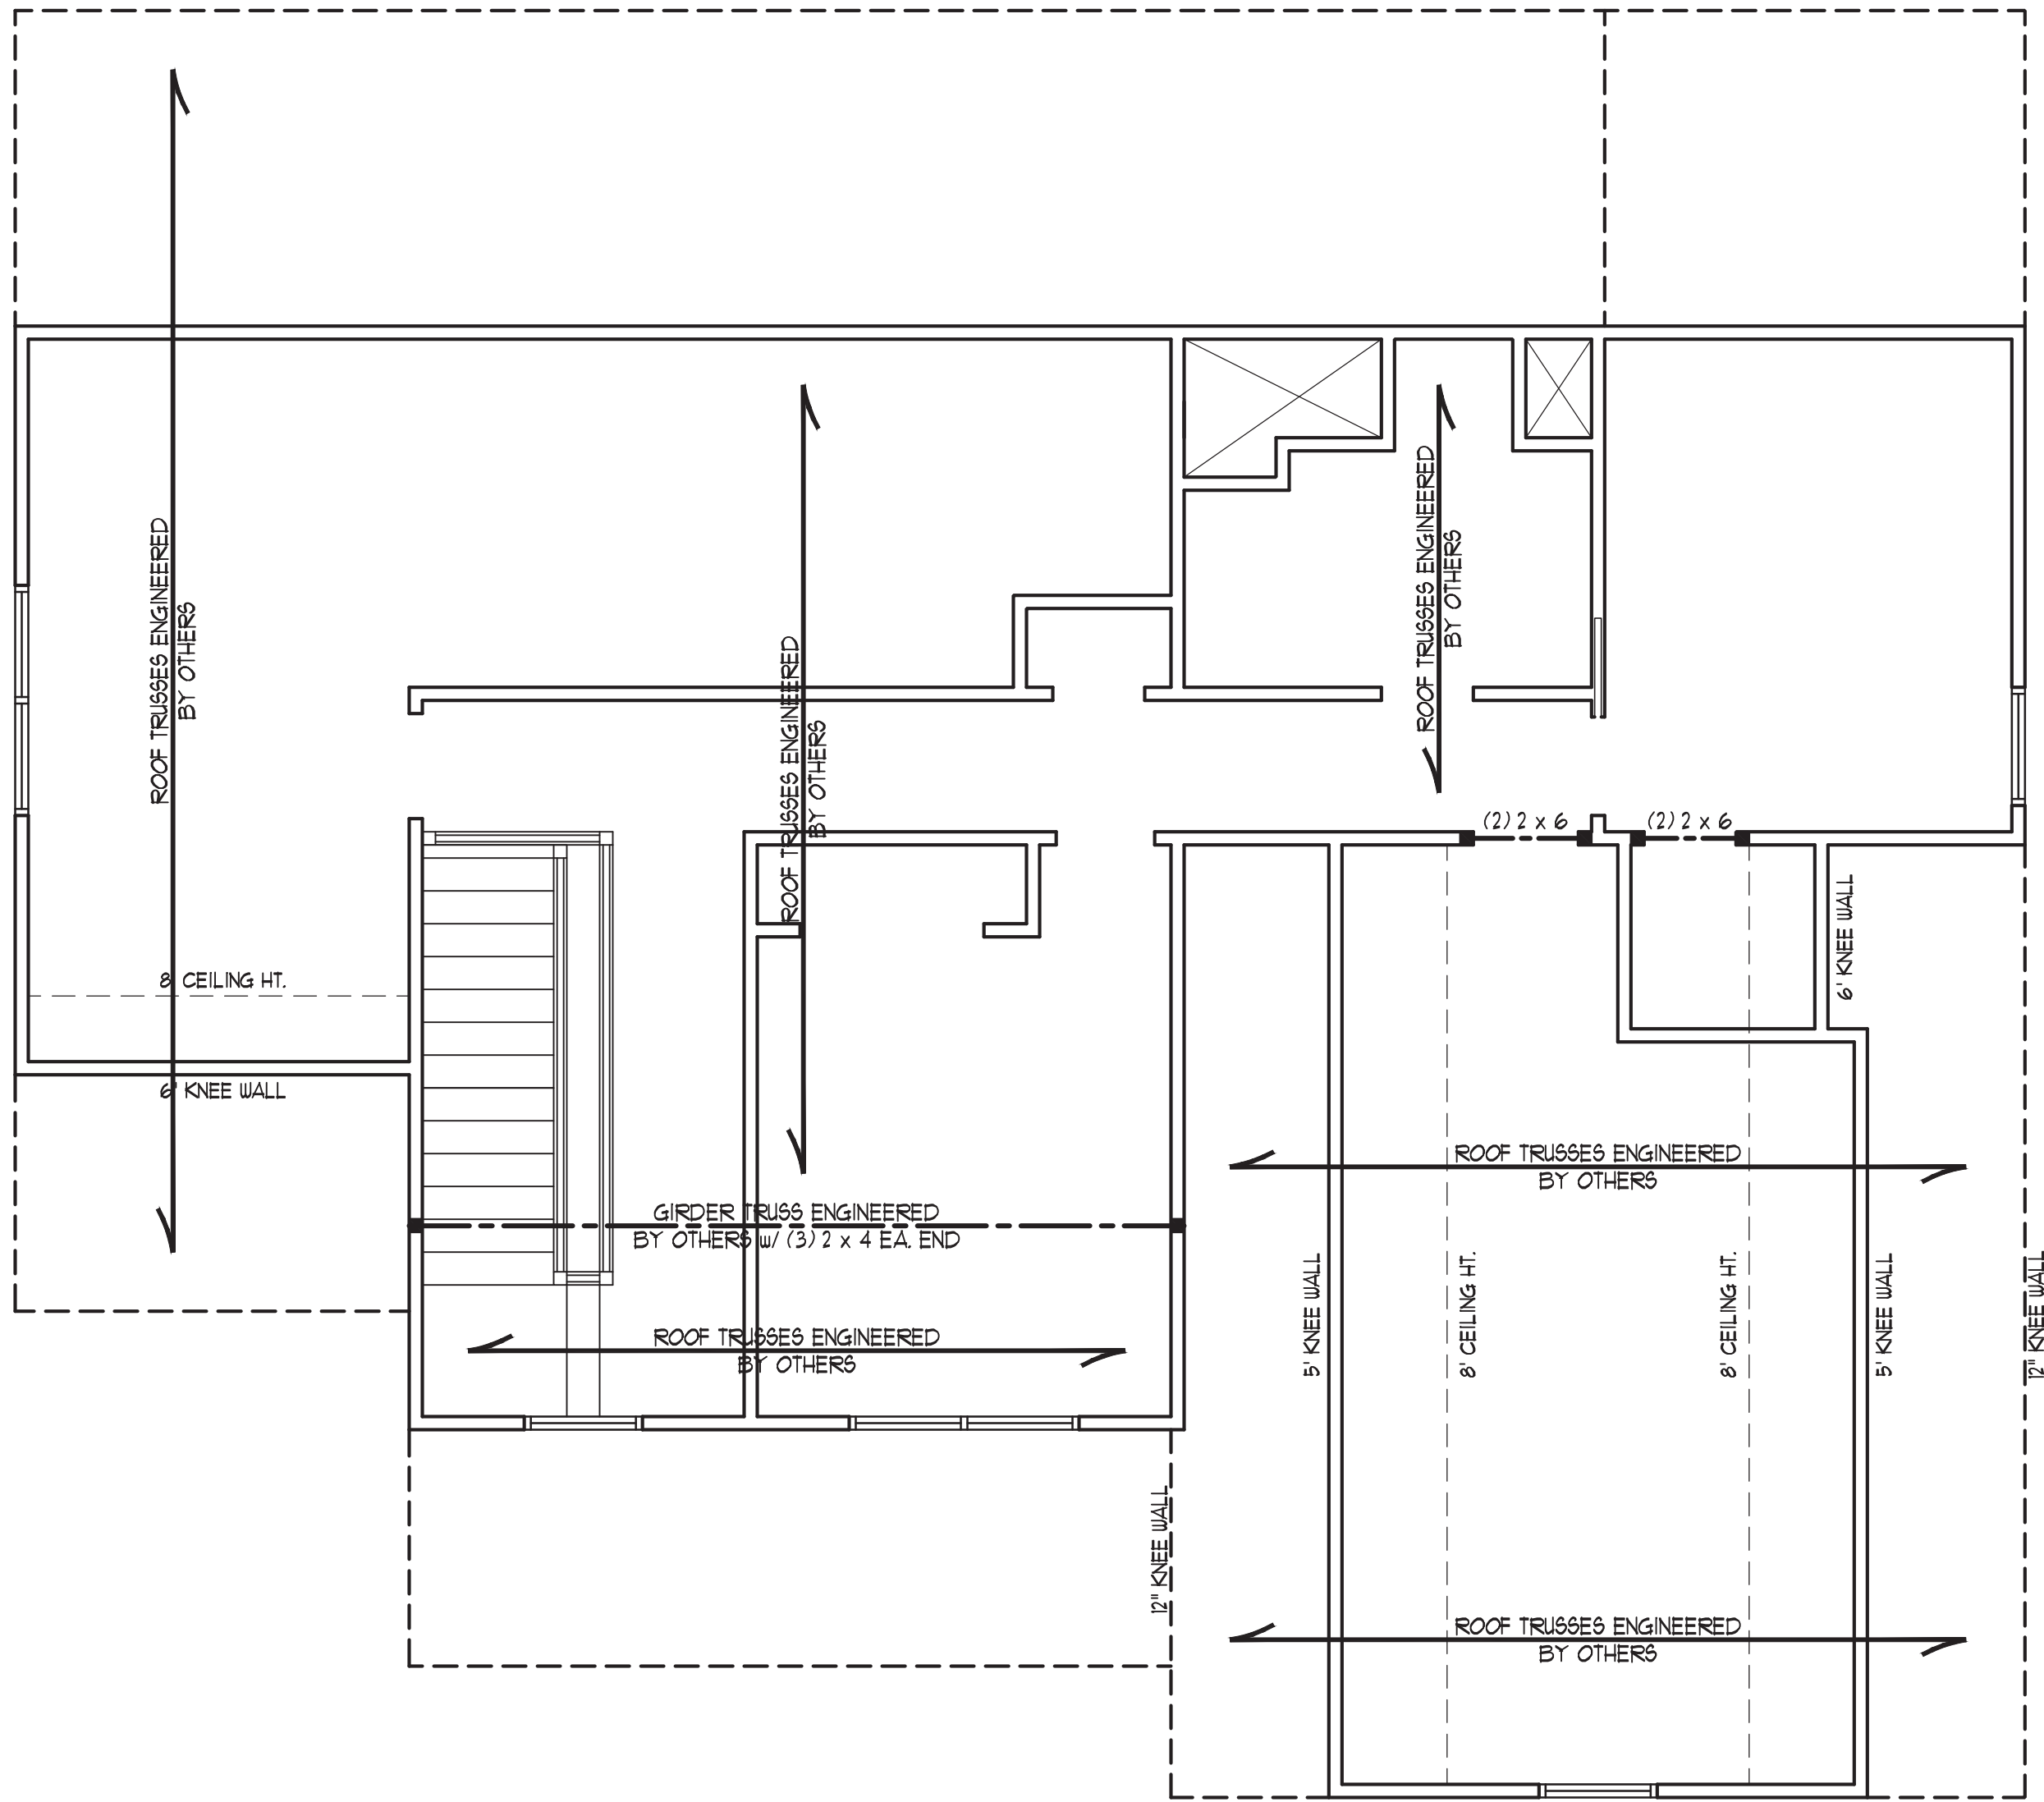 ROOF TRUSSES ENGINEERED
BY OTHERS
ROOF TRUSSES ENGINEERED
BY OTHERS
ROOF TRUSSES ENGINEERED
BY OTHERS
(2) 2 x 6
(2) 2 x 6
6' KNEE WALL
8' CEILING HT.
6' KNEE WALL
ROOF TRUSSES ENGINEERED
BY OTHERS
GIRDER TRUSS ENGINEERED
BY OTHERS w/ (3) 2 x 4 EA. END
5' KNEE WALL
8' CEILING HT.
8' CEILING HT.
5' KNEE WALL
12" KNEE WALL
ROOF TRUSSES ENGINEERED
BY OTHERS
12" KNEE WALL
ROOF TRUSSES ENGINEERED
BY OTHERS